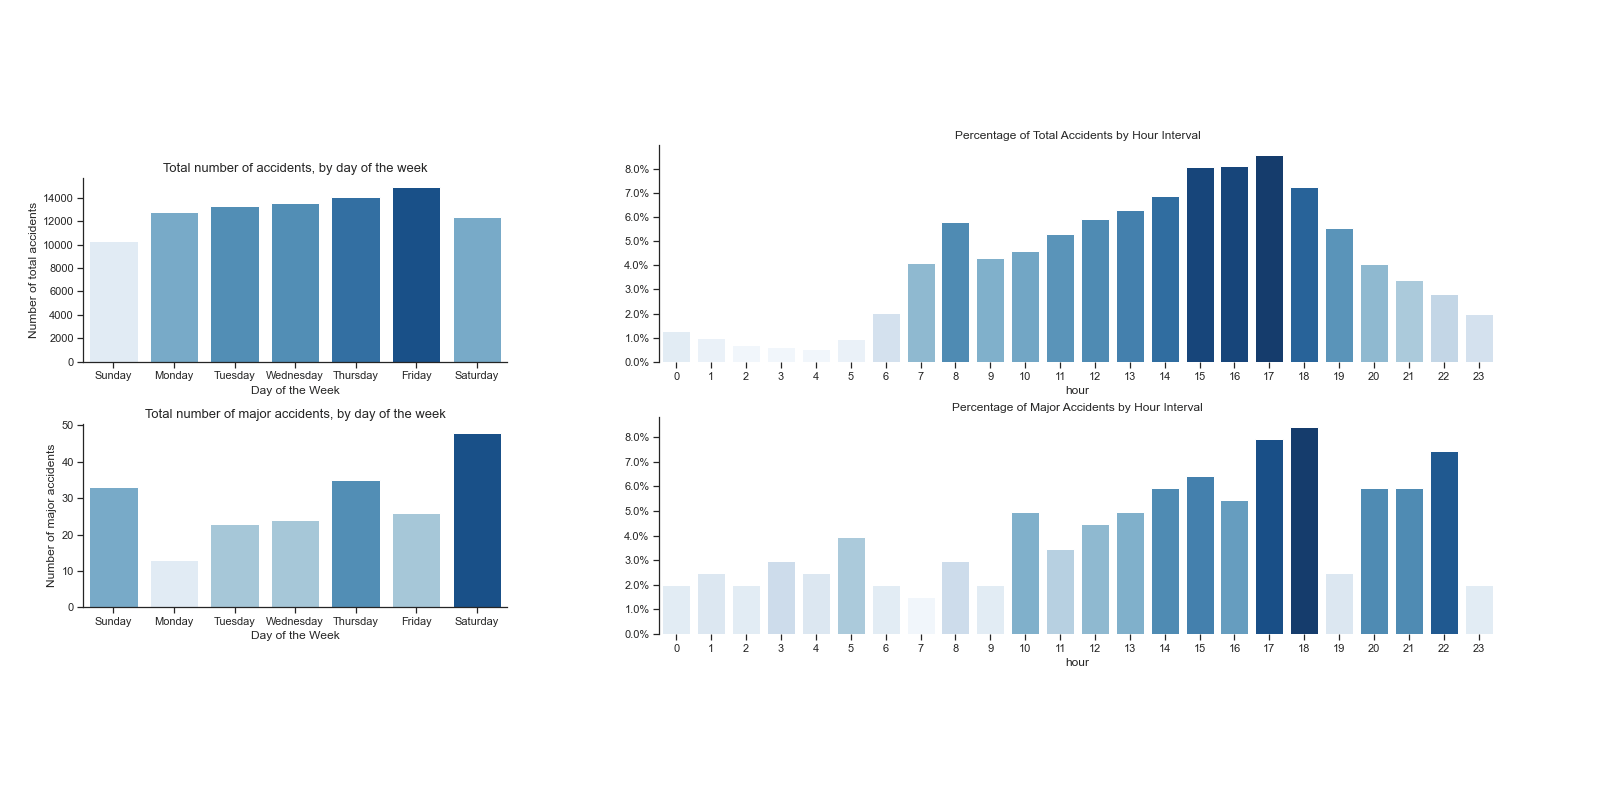 Total number of accidents, by day of the week
Number of total accidents
14000
12000
10000
8000
6000
4000
2000
0
Sunday Monday Tuesday Wednesday Thursday Friday Saturday
Day of the Week
Percentage of Total Accidents by Hour Interval
8.0%
7.0%
6.0%
5.0%
4.0%
3.0%
2.0%
1.0%
0.0%
0 1 2 3 4 5 6 7 8 9 10 11 12 13 14 15 16 17 18 19 20 21 22 23
hour
Total number of major accidents, by day of the week
Number of major accidents
50
40
30
20
10
0
Sunday Monday Tuesday Wednesday Thursday Friday Saturday
Day of the Week
Percentage of Major Accidents by Hour Interval
8.0%
7.0%
6.0%
5.0%
4.0%
3.0%
2.0%
1.0%
0.0%
0 1 2 3 4 5 6 7 8 9 10 11 12 13 14 15 16 17 18 19 20 21 22 23
hour